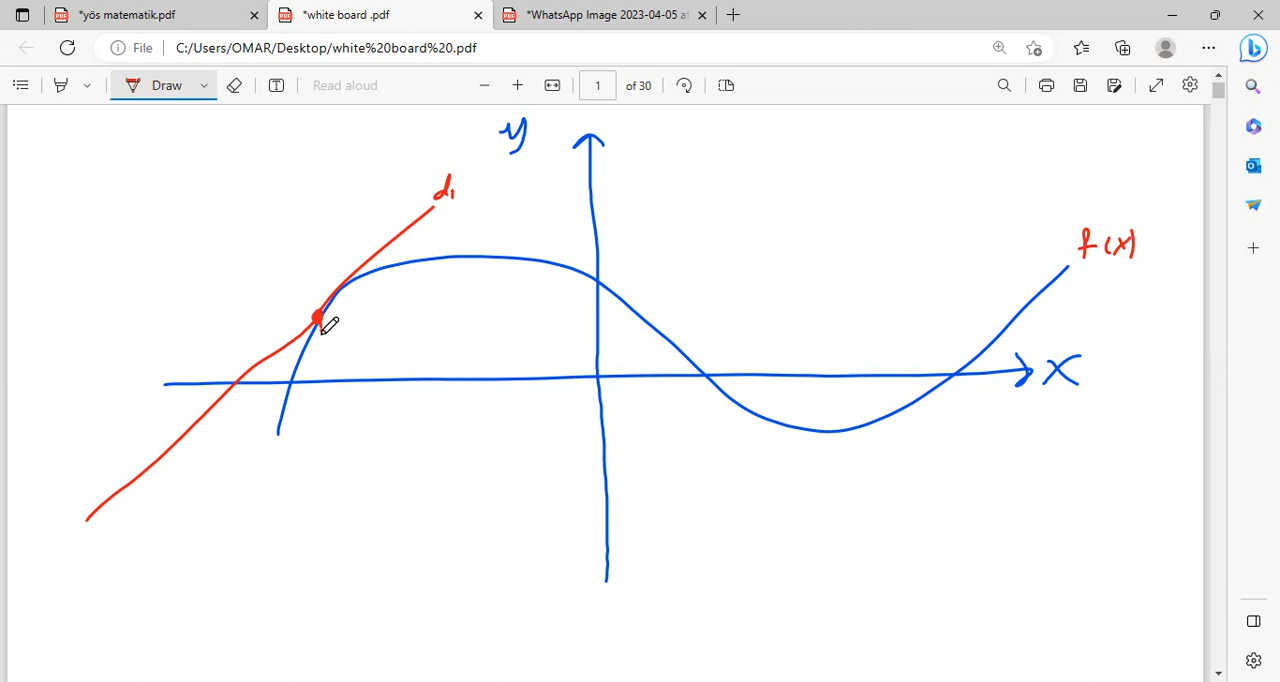 *yös matematik.pdf
*white board .pdf
*WhatsApp Image 2023-04-05 at
File
C:/Users/OMAR/Desktop/white%20board%20.pdf
Draw
Read aloud
1
of 30
y
d₁
f(x)
x